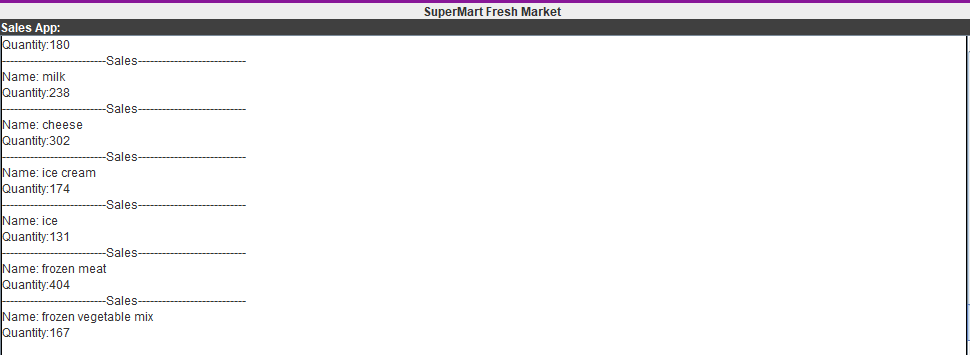 SuperMart Fresh Market
Sales App:
Quantity:180
--------------------------Sales---------------------------
Name: milk
Quantity:238
--------------------------Sales---------------------------
Name: cheese
Quantity:302
--------------------------Sales---------------------------
Name: ice cream
Quantity:174
--------------------------Sales---------------------------
Name: ice
Quantity:131
--------------------------Sales---------------------------
Name: frozen meat
Quantity:404
--------------------------Sales---------------------------
Name: frozen vegetable mix
Quantity:167